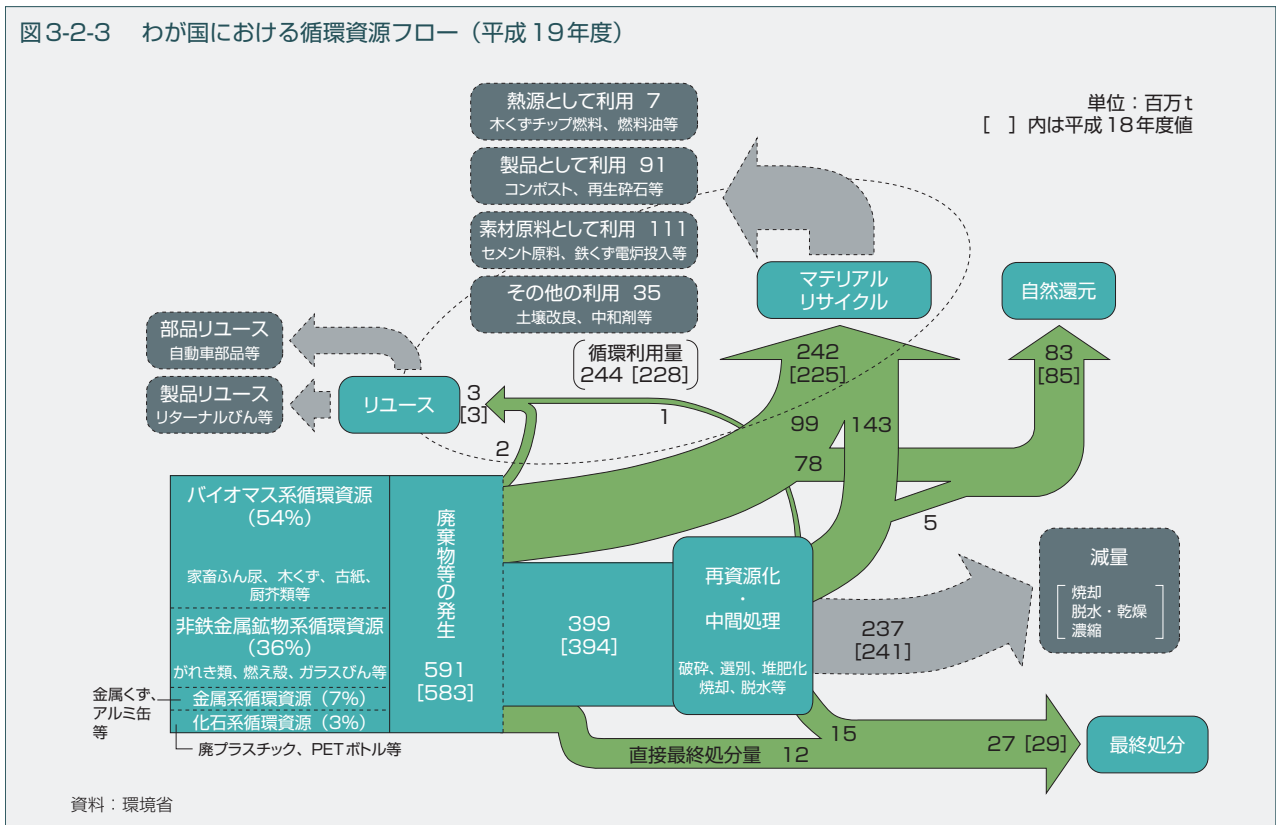 図3-2-3 わが国における循環資源フロー（平成19年度）
単位：百万t
[ ] 内は平成18年度値
熱源として利用 7
木くずチップ燃料、燃料油等
製品として利用 91
コンポスト、再生砕石等
素材原料として利用 111
セメント原料、鉄くず電炉投入等
その他の利用 35
土壌改良、中和剤等
マテリアル
リサイクル
自然還元
部品リユース
自動車部品等
製品リユース
リターナルびん等
リユース
3
[3]
循環利用量
244 [228]
242
[225]
83
[85]
1
2
99
143
78
5
バイオマス系循環資源
（54%）
家畜ふん尿、木くず、古紙、
厨芥類等
非鉄金属鉱物系循環資源
（36%）
がれき類、燃え殻、ガラスびん等
金属系循環資源（7%）
化石系循環資源（3%）
金属くず、
アルミ缶
等
廃プラスチック、PETボトル等
廃棄物等の発生
591
[583]
399
[394]
再資源化
・
中間処理
破砕、選別、堆肥化
焼却、脱水等
237
[241]
減量
焼却
脱水・乾燥
濃縮
15
直接最終処分量 12
27 [29]
最終処分
資料：環境省